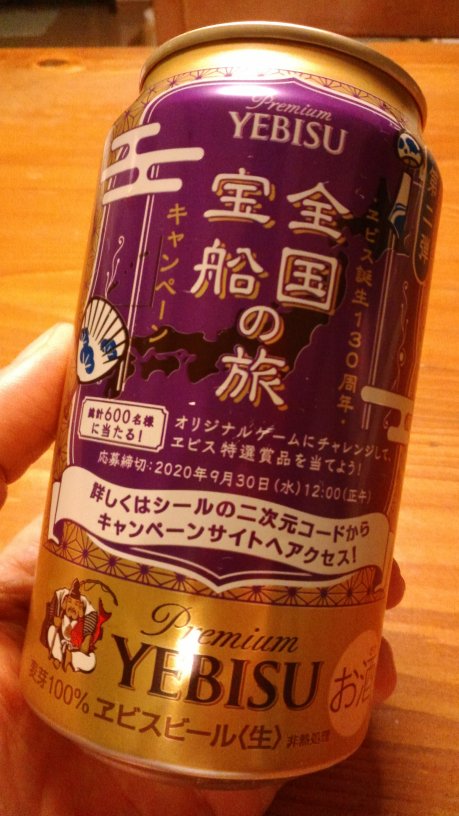 Premium
YEBISU
ヱビス誕生130周年・
全国
宝船の旅
キャンペーン
総計600名様
に当たる!
オリジナルゲームにチャレンジして、
ヱビス特選賞品を当てよう!
応募締切:2020年9月30日(水)12:00(正午)
詳しくはシールの二次元コードから
キャンペーンサイトへアクセス!
Premium
YEBISU
麦芽100% ヱビスビール〈生〉 非熱処理
お酒